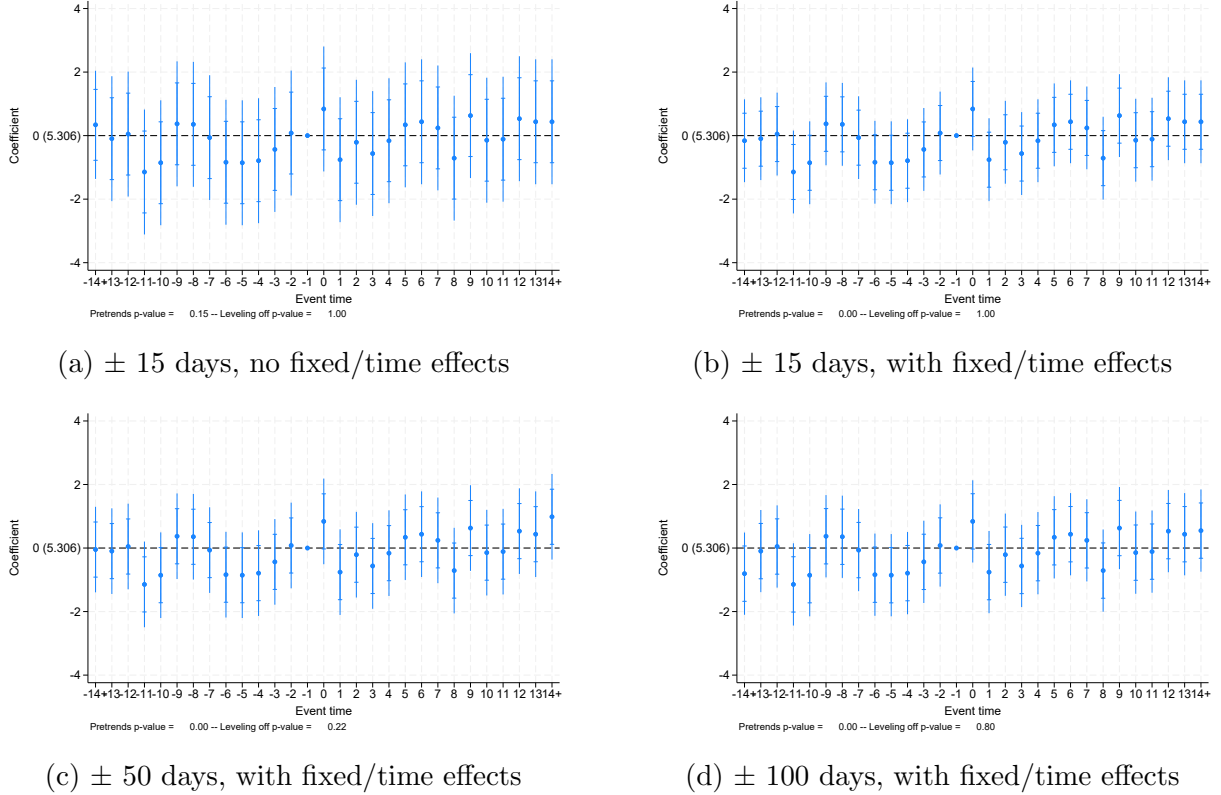 4
2
0 (5.306)
-2
-4
Coefficient
-14+ -13 -12 -11 -10 -9 -8 -7 -6 -5 -4 -3 -2 -1 0 1 2 3 4 5 6 7 8 9 10 11 12 13 14+
Event time
Pretrends p-value = 0.15 -- Leveling off p-value = 1.00
(a) ± 15 days, no fixed/time effects
4
2
0 (5.306)
-2
-4
Coefficient
-14+ -13 -12 -11 -10 -9 -8 -7 -6 -5 -4 -3 -2 -1 0 1 2 3 4 5 6 7 8 9 10 11 12 13 14+
Event time
Pretrends p-value = 0.00 -- Leveling off p-value = 1.00
(b) ± 15 days, with fixed/time effects
4
2
0 (5.306)
-2
-4
Coefficient
-14+ -13 -12 -11 -10 -9 -8 -7 -6 -5 -4 -3 -2 -1 0 1 2 3 4 5 6 7 8 9 10 11 12 13 14+
Event time
Pretrends p-value = 0.00 -- Leveling off p-value = 0.22
(c) ± 50 days, with fixed/time effects
4
2
0 (5.306)
-2
-4
Coefficient
-14+ -13 -12 -11 -10 -9 -8 -7 -6 -5 -4 -3 -2 -1 0 1 2 3 4 5 6 7 8 9 10 11 12 13 14+
Event time
Pretrends p-value = 0.00 -- Leveling off p-value = 0.80
(d) ± 100 days, with fixed/time effects